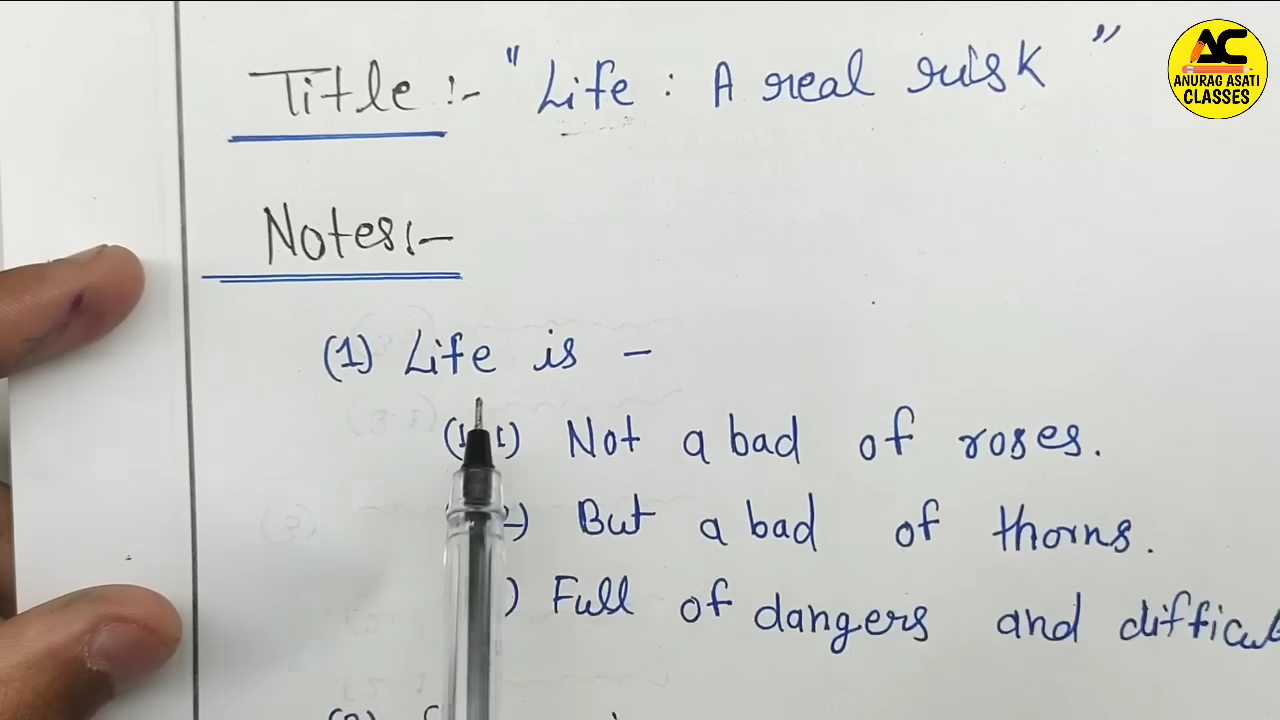 Title :- "Life : A real risk"
AC
ANURAG ASATI
CLASSES
Notes:-
(1) Life is -
Not a bad of roses.
But a bad of thorns.
) Full of dangers and